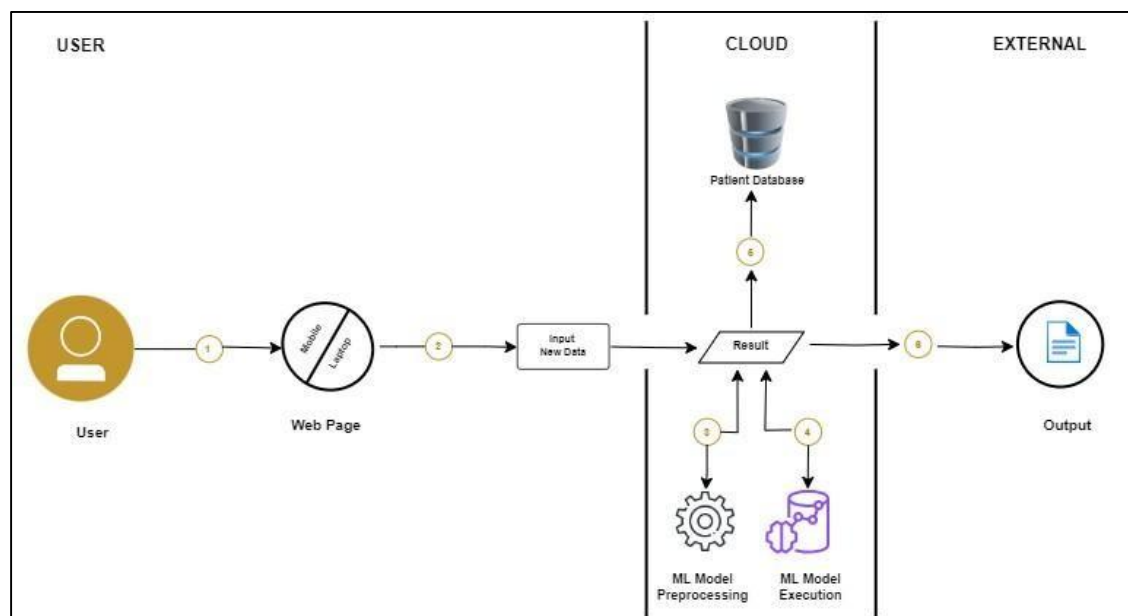 USER
CLOUD
EXTERNAL
Patient Database
5
Mobile
Laptop
1
2
Input
New Data
Result
6
User
Web Page
3
4
Output
ML Model
Preprocessing
ML Model
Execution